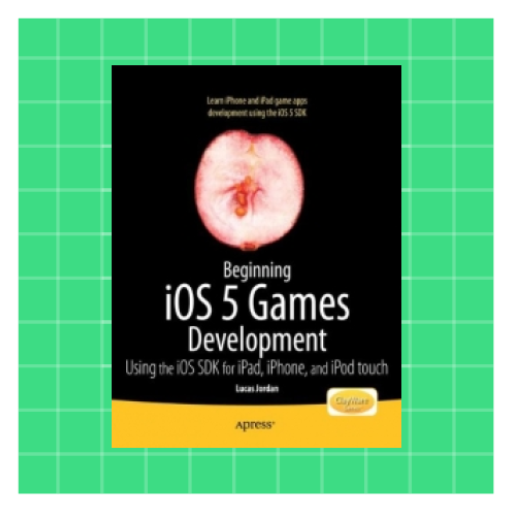 Learn iPhone and iPad game apps
development using the iOS 5 SDK
Beginning
iOS 5 Games
Development
Using the iOS SDK for iPad, iPhone, and iPod touch
Lucas Jordan
ClayWare
Apress®